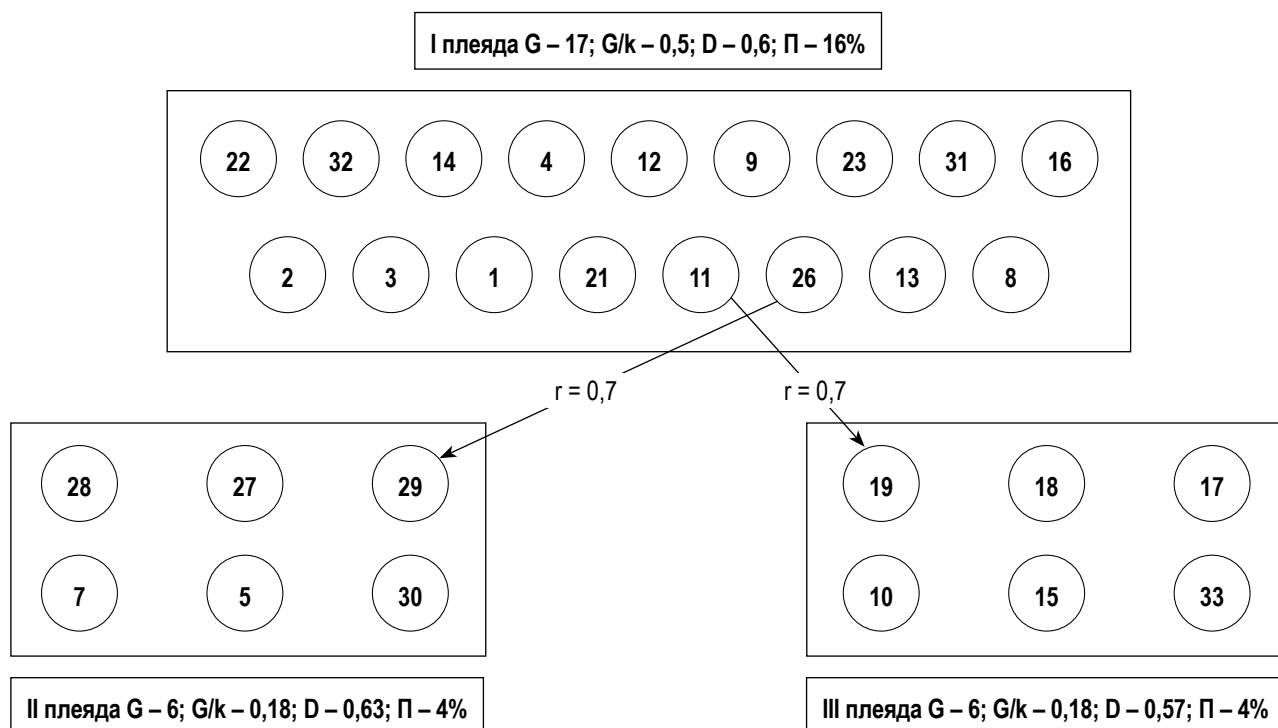 I плеяда G – 17; G/k – 0,5; D – 0,6; П – 16%
22 32 14 4 12 9 23 31 16
2 3 1 21 11 26 13 8
r = 0,7 r = 0,7
28 27 29
7 5 30
II плеяда G – 6; G/k – 0,18; D – 0,63; П – 4%
19 18 17
10 15 33
III плеяда G – 6; G/k – 0,18; D – 0,57; П – 4%